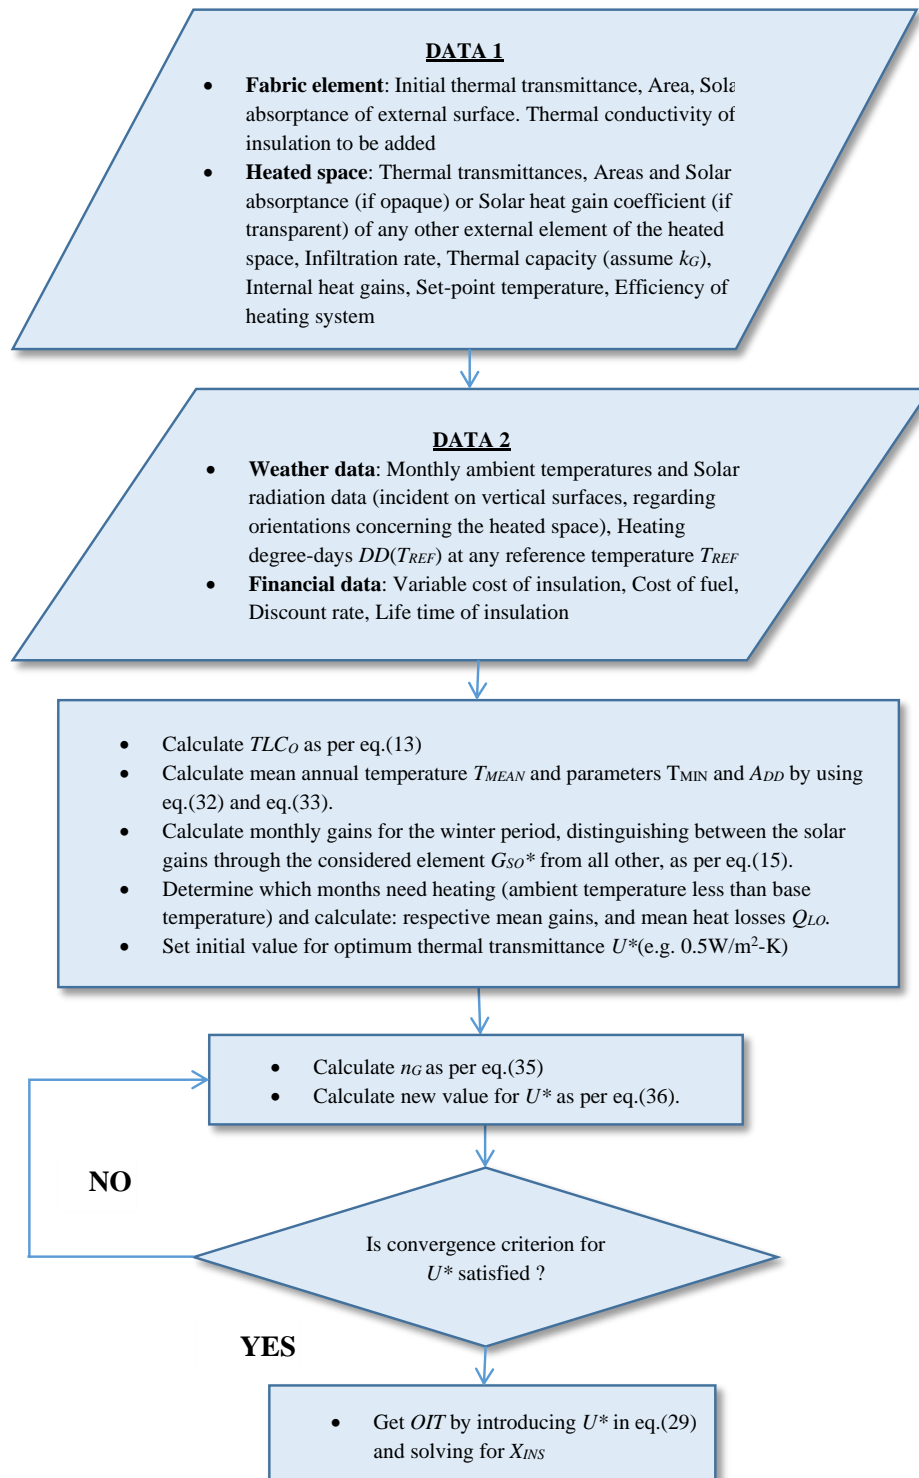 DATA 1
• Fabric element: Initial thermal transmittance, Area, Sola
absorptance of external surface. Thermal conductivity of
insulation to be added
• Heated space: Thermal transmittances, Areas and Solar
absorptance (if opaque) or Solar heat gain coefficient (if
transparent) of any other external element of the heated
space, Infiltration rate, Thermal capacity (assume kG),
Internal heat gains, Set-point temperature, Efficiency of
heating system
DATA 2
• Weather data: Monthly ambient temperatures and Solar
radiation data (incident on vertical surfaces, regarding
orientations concerning the heated space), Heating
degree-days DD(TREF) at any reference temperature TREF
• Financial data: Variable cost of insulation, Cost of fuel,
Discount rate, Life time of insulation
• Calculate TLCO as per eq.(13)
• Calculate mean annual temperature TMEAN and parameters TMIN and ADD by using
eq.(32) and eq.(33).
• Calculate monthly gains for the winter period, distinguishing between the solar
gains through the considered element GSO* from all other, as per eq.(15).
• Determine which months need heating (ambient temperature less than base
temperature) and calculate: respective mean gains, and mean heat losses QLO.
• Set initial value for optimum thermal transmittance U*(e.g. 0.5W/m²-K)
• Calculate nG as per eq.(35)
• Calculate new value for U* as per eq.(36).
NO
Is convergence criterion for
U* satisfied ?
YES
• Get OIT by introducing U* in eq.(29)
and solving for XINS